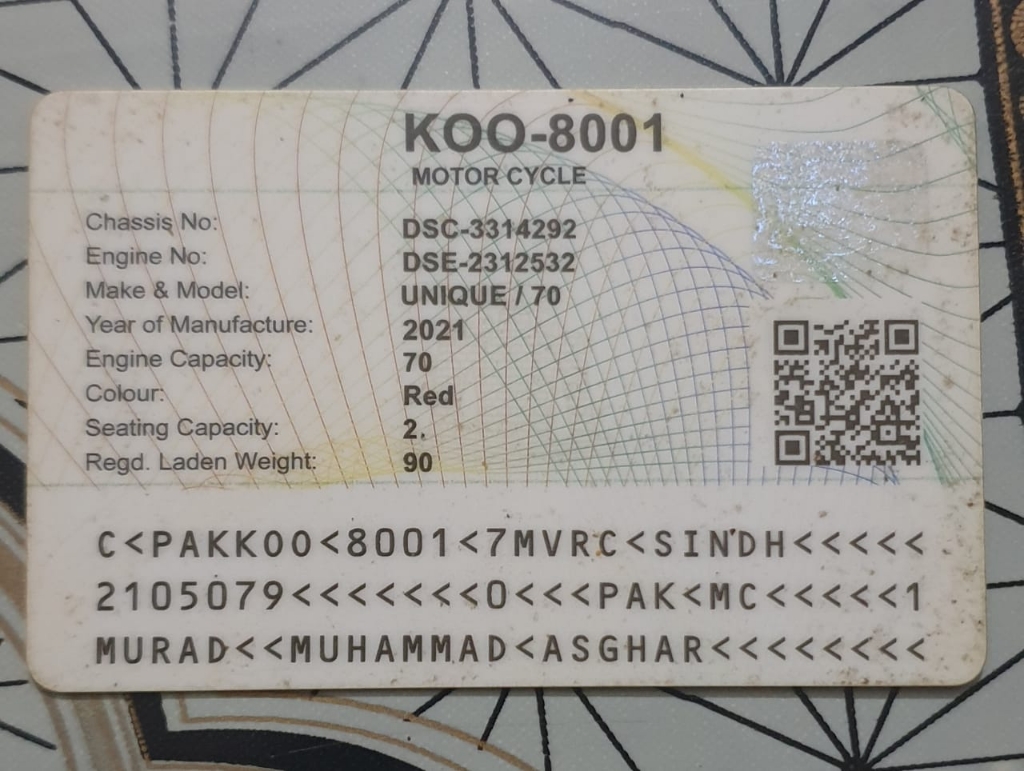 KOO-8001
MOTOR CYCLE
Chassis No: DSC-3314292
Engine No: DSE-2312532
Make & Model: UNIQUE / 70
Year of Manufacture: 2021
Engine Capacity: 70
Colour: Red
Seating Capacity: 2.
Regd. Laden Weight: 90
C<PAKKOO<8001<7MVRC<SINDH<<<<<
2105079<<<<<<<0<<<PAK<MC<<<<<1
MURAD<<MUHAMMAD<ASGHAR<<<<<<<<